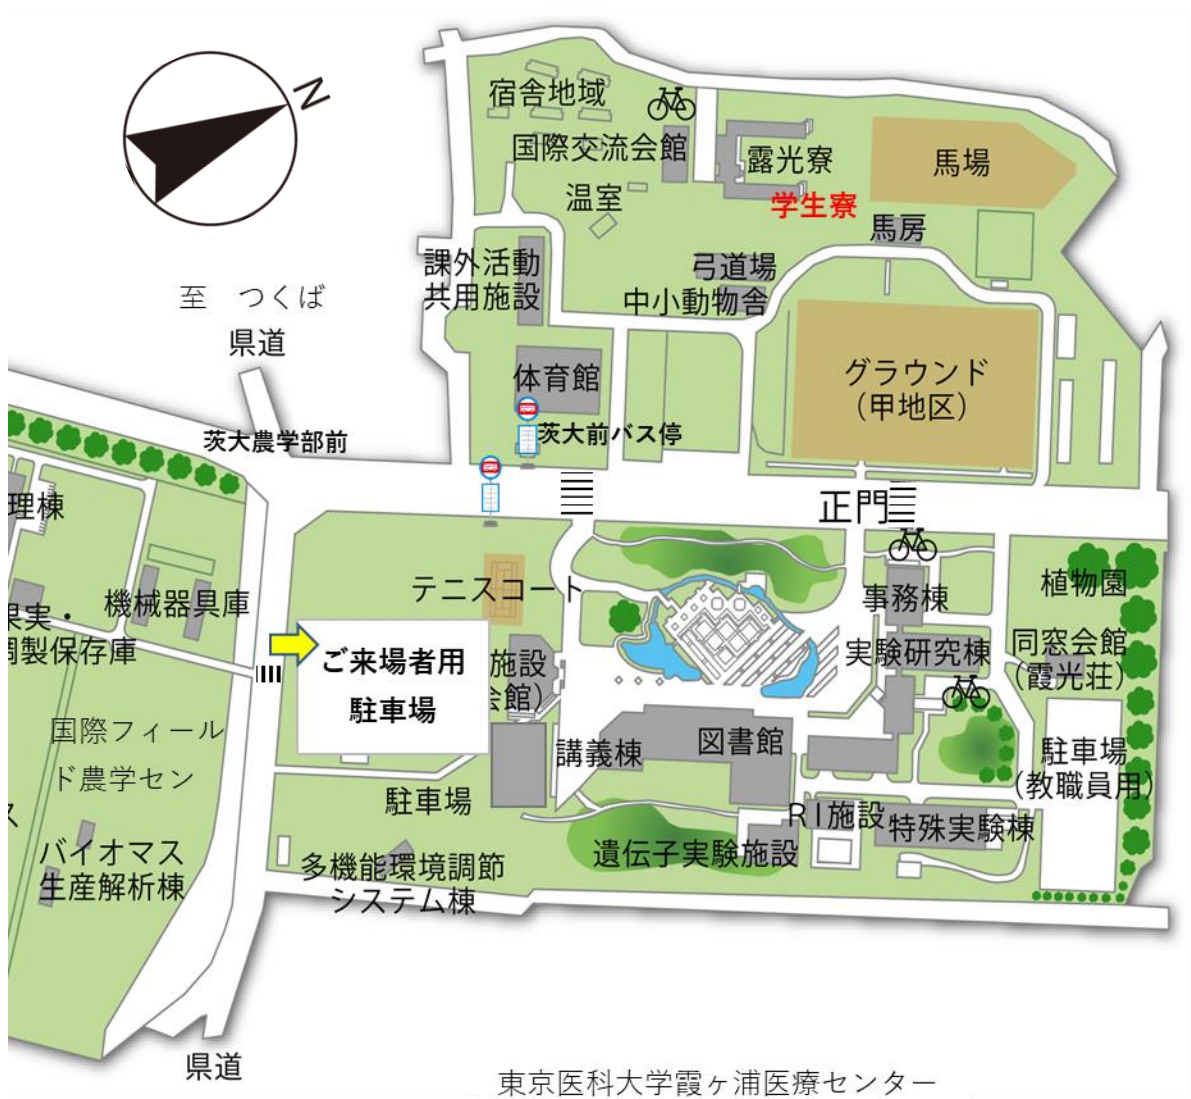 N
宿舎地域
国際交流会館
露光寮
学生寮
馬場
温室
馬房
課外活動
共用施設
弓道場
中小動物舎
至　つくば
県道
体育館
グラウンド
（甲地区）
茨大農学部前
茨大前バス停
正門
理棟
テニスコート
事務棟
植物園
機械器具庫
果実・
調製保存庫
ご来場者用
駐車場
施設
会館）
実験研究棟
同窓会館
（霞光荘）
国際フィール
ド農学セン
講義棟
図書館
駐車場
（教職員用）
駐車場
ＲＩ施設
特殊実験棟
ス
バイオマス
生産解析棟
多機能環境調節
システム棟
遺伝子実験施設
県道
東京医科大学霞ヶ浦医療センター